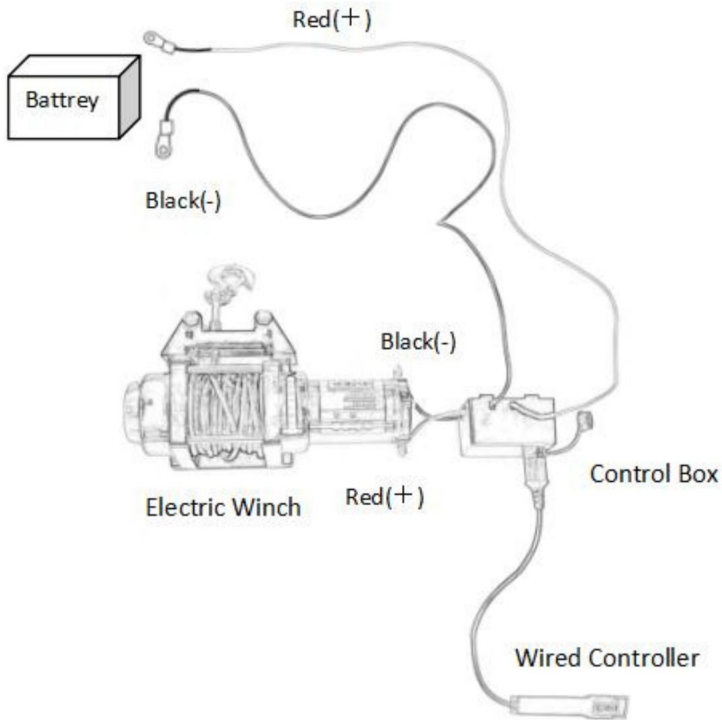 Red(+)
Battrey
Black(-)
Black(-)
Electric Winch
Red(+)
Control Box
Wired Controller